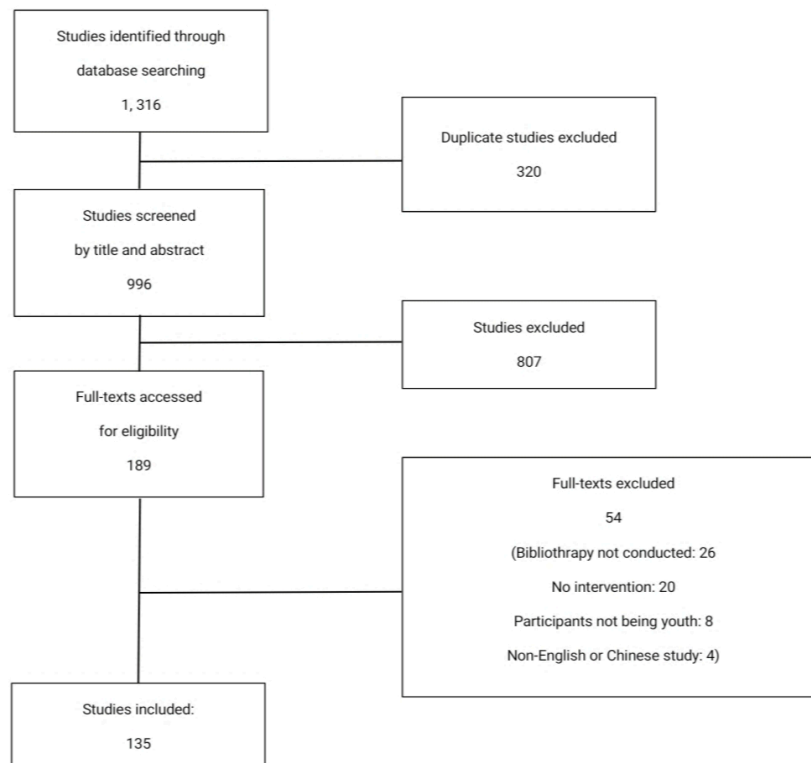 Studies identified through
database searching
1, 316
Duplicate studies excluded
320
Studies screened
by title and abstract
996
Studies excluded
807
Full-texts accessed
for eligibility
189
Full-texts excluded
54
(Bibliothrapy not conducted: 26
No intervention: 20
Participants not being youth: 8
Non-English or Chinese study: 4)
Studies included:
135